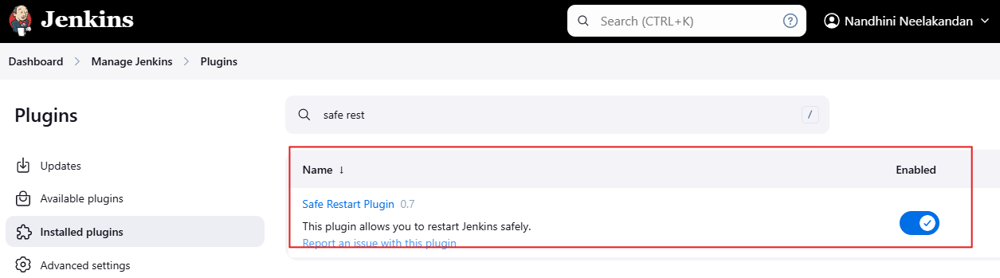 Jenkins
Search (CTRL+K)
?
Nandhini Neelakandan
Dashboard > Manage Jenkins > Plugins
Plugins
safe rest
/
Updates
Available plugins
Installed plugins
Advanced settings
Name ↓
Enabled
Safe Restart Plugin 0.7
This plugin allows you to restart Jenkins safely.
Report an issue with this plugin